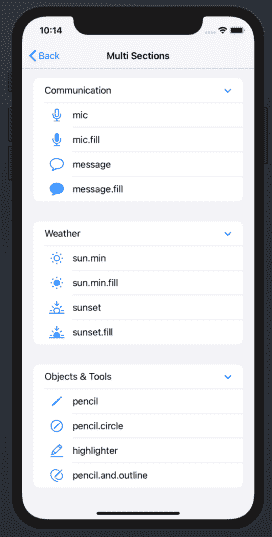 10:14
Back
Multi Sections
Communication
mic
mic.fill
message
message.fill
Weather
sun.min
sun.min.fill
sunset
sunset.fill
Objects & Tools
pencil
pencil.circle
highlighter
pencil.and.outline